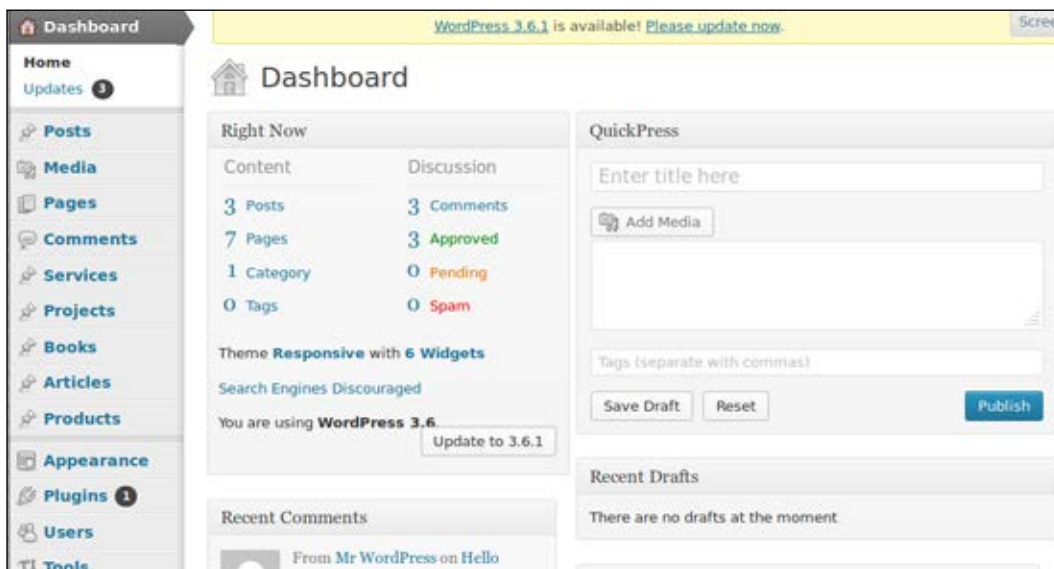 Dashboard
Home
Updates 3
Posts
Media
Pages
Comments
Services
Projects
Books
Articles
Products
Appearance
Plugins 1
Users
Tools
WordPress 3.6.1 is available! Please update now.
Scree
Dashboard
Right Now
Content
Discussion
3 Posts
3 Comments
7 Pages
3 Approved
1 Category
0 Pending
0 Tags
0 Spam
Theme Responsive with 6 Widgets
Search Engines Discouraged
You are using WordPress 3.6.
Update to 3.6.1
Recent Comments
From Mr WordPress on Hello
QuickPress
Enter title here
Add Media
Tags (separate with commas)
Save Draft
Reset
Publish
Recent Drafts
There are no drafts at the moment